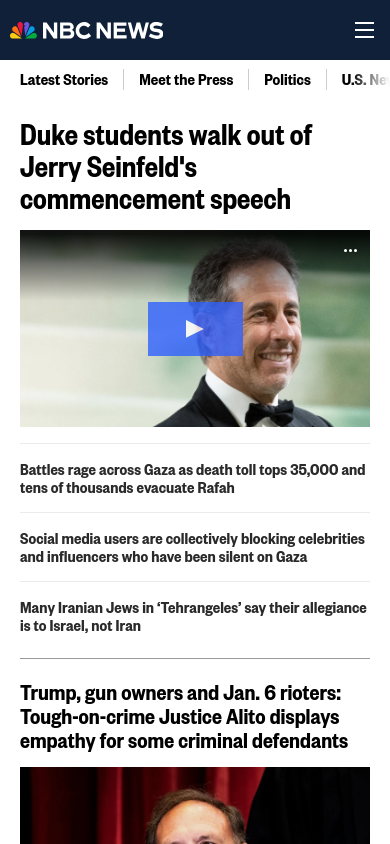 NBC NEWS
Latest Stories
Meet the Press
Politics
U.S. Ne
Duke students walk out of
Jerry Seinfeld's
commencement speech
Battles rage across Gaza as death toll tops 35,000 and
tens of thousands evacuate Rafah
Social media users are collectively blocking celebrities
and influencers who have been silent on Gaza
Many Iranian Jews in ‘Tehrangeles’ say their allegiance
is to Israel, not Iran
Trump, gun owners and Jan. 6 rioters:
Tough-on-crime Justice Alito displays
empathy for some criminal defendants